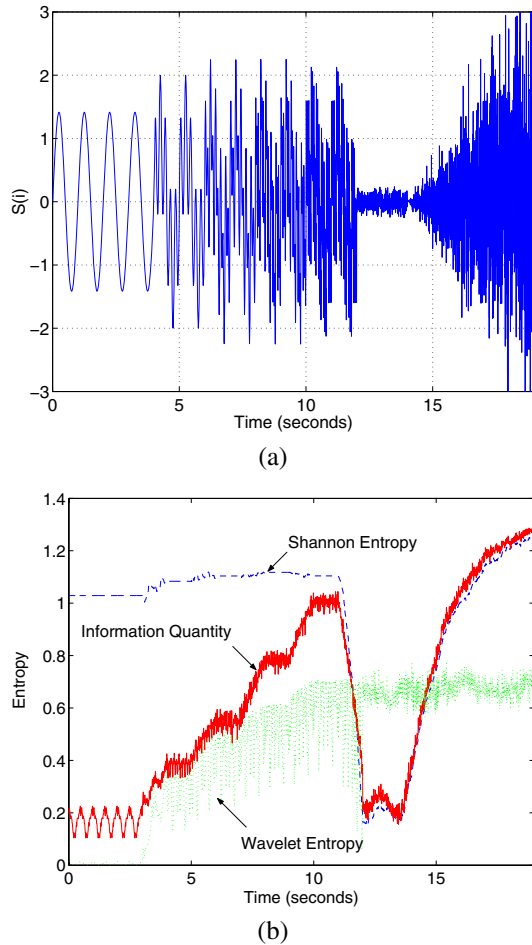 3
2
1
0
−1
−2
−3
S(i)
0 5 10 15
Time (seconds)
(a)
1.4
1.2
1
0.8
0.6
0.4
0.2
0
Entropy
Shannon Entropy
Information Quantity
Wavelet Entropy
0 5 10 15
Time (seconds)
(b)